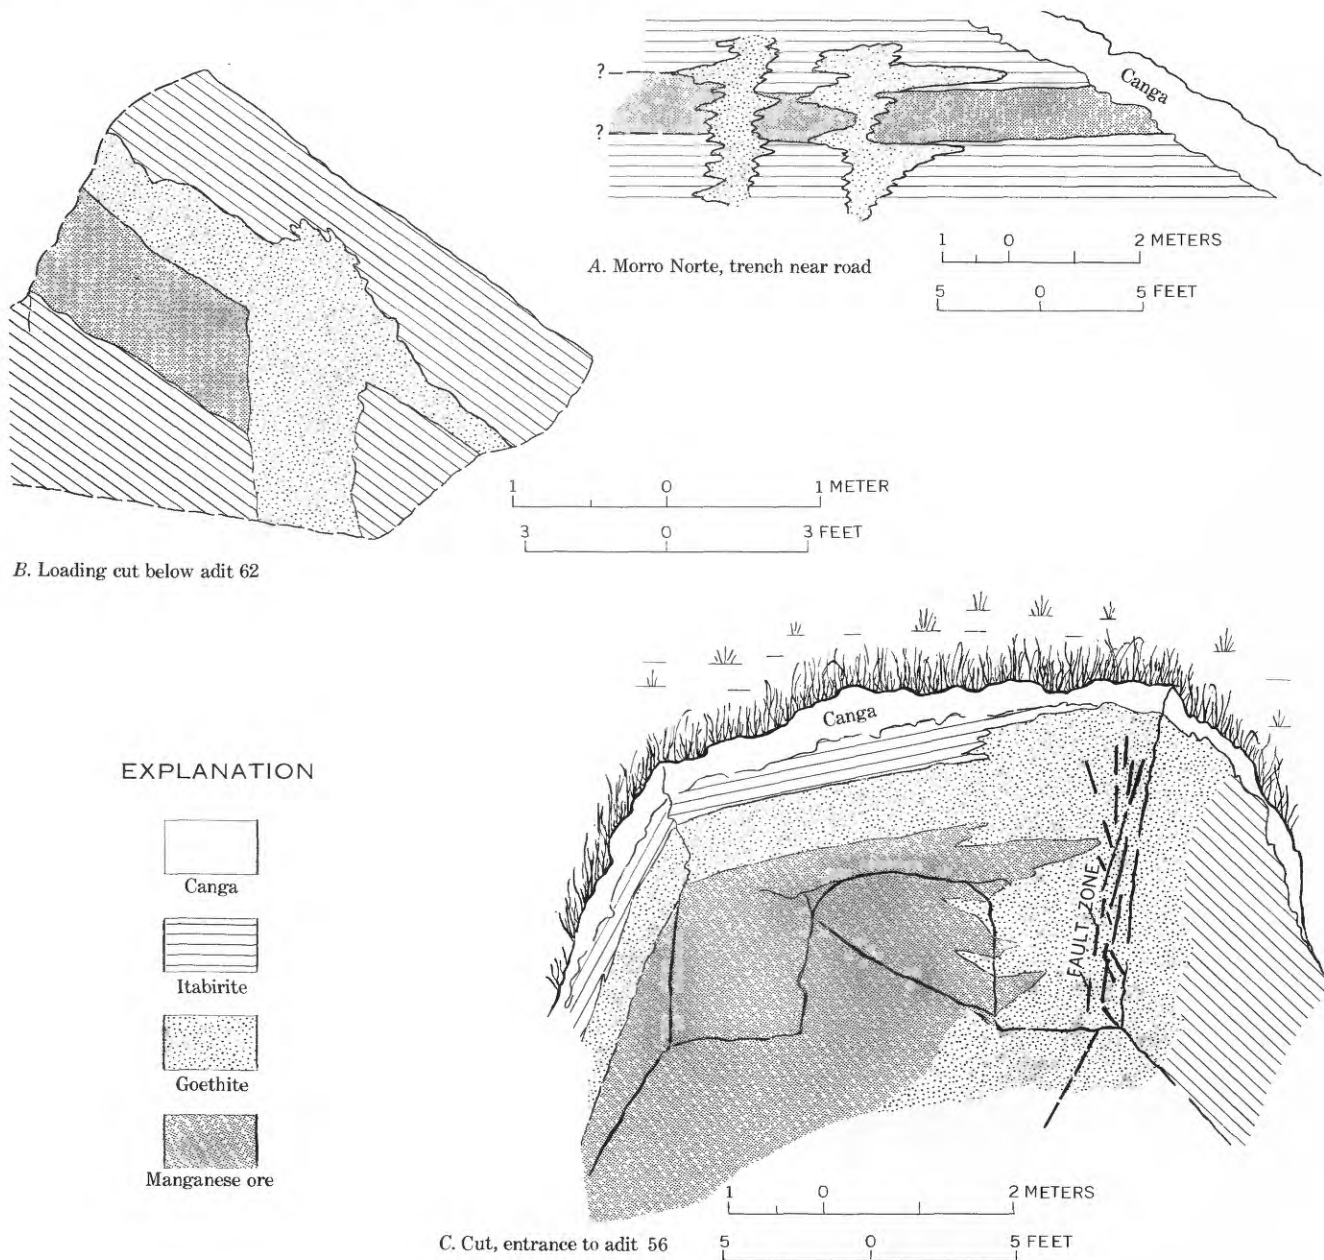 ?
?
Canga
1 0 2 METERS
A. Morro Norte, trench near road
5 0 5 FEET
1 0 1 METER
3 0 3 FEET
B. Loading cut below adit 62
Canga
FAULT ZONE
EXPLANATION
Canga
Itabirite
Goethite
Manganese ore
1 0 2 METERS
C. Cut, entrance to adit 56
5 0 5 FEET